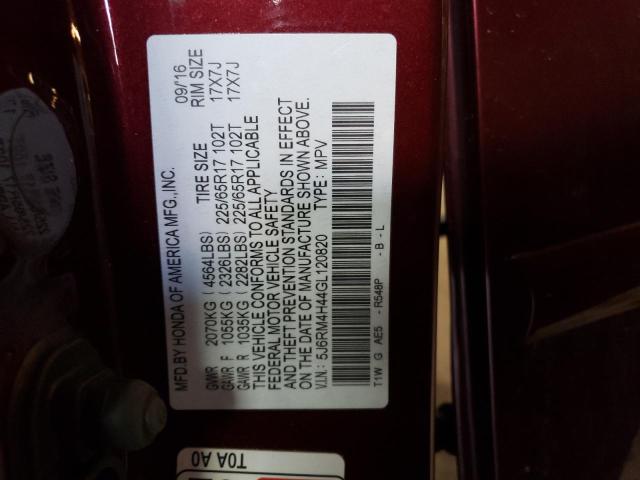 MFD.BY HONDA OF AMERICA MFG.,INC. 09/16
TIRE SIZE RIM SIZE
GVWR 2070KG ( 4564LBS)
GAWR F 1055KG ( 2326LBS) 225/65R17 102T 17X7J
GAWR R 1035KG ( 2282LBS) 225/65R17 102T 17X7J
THIS VEHICLE CONFORMS TO ALL APPLICABLE
FEDERAL MOTOR VEHICLE SAFETY
AND THEFT PREVENTION STANDARDS IN EFFECT
ON THE DATE OF MANUFACTURE SHOWN ABOVE.
V.I.N.: 5J6RM4H44GL120820 TYPE: MPV
T1W G AE5 - R548P - B - L
T0A A0